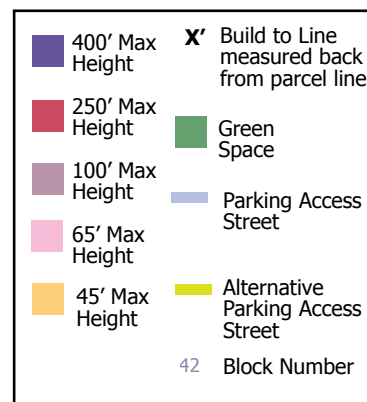 400' Max
Height
250' Max
Height
100' Max
Height
65' Max
Height
45' Max
Height
X' Build to Line
measured back
from parcel line
Green
Space
Parking Access
Street
Alternative
Parking Access
Street
42 Block Number